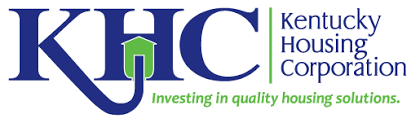 KHC
Kentucky
Housing
Corporation
Investing in quality housing solutions.